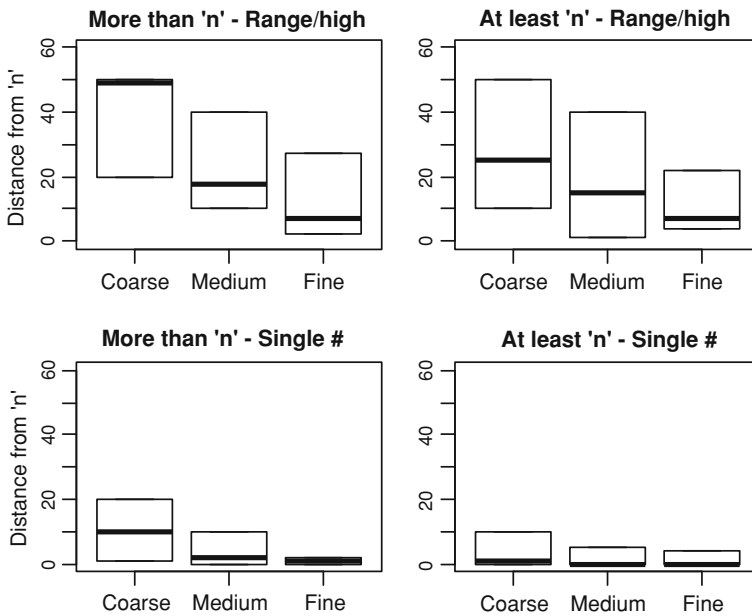 More than 'n' - Range/high
At least 'n' - Range/high
Distance from 'n'
60
40
20
0
60
40
20
0
Coarse Medium Fine
Coarse Medium Fine
More than 'n' - Single #
At least 'n' - Single #
Distance from 'n'
60
40
20
0
60
40
20
0
Coarse Medium Fine
Coarse Medium Fine